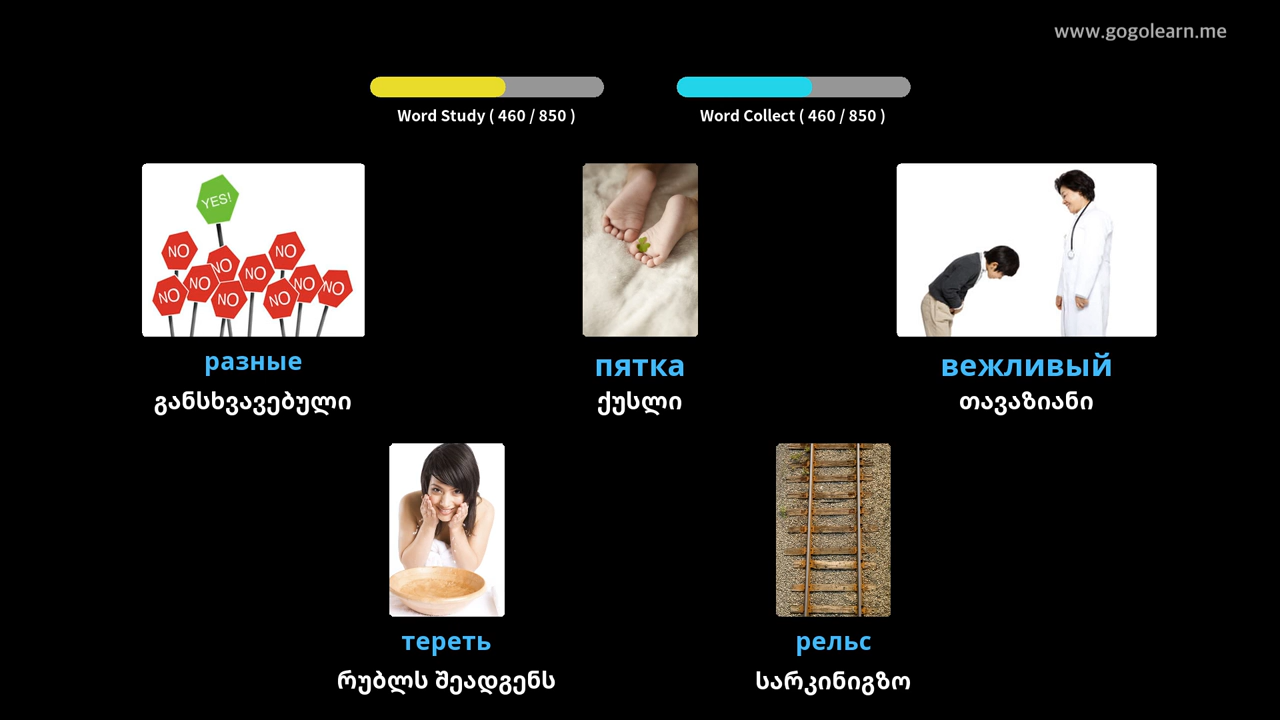 www.gogolearn.me
Word Study ( 460 / 850 )
Word Collect ( 460 / 850 )
YES!
NO
NO
NO
NO
NO
NO
NO
NO
NO
NO
разные
пятка
вежливый
განსხვავებული
ქუსლი
თავაზიანი
тереть
рельс
რუბლს შეადგენს
სარკინიგზო